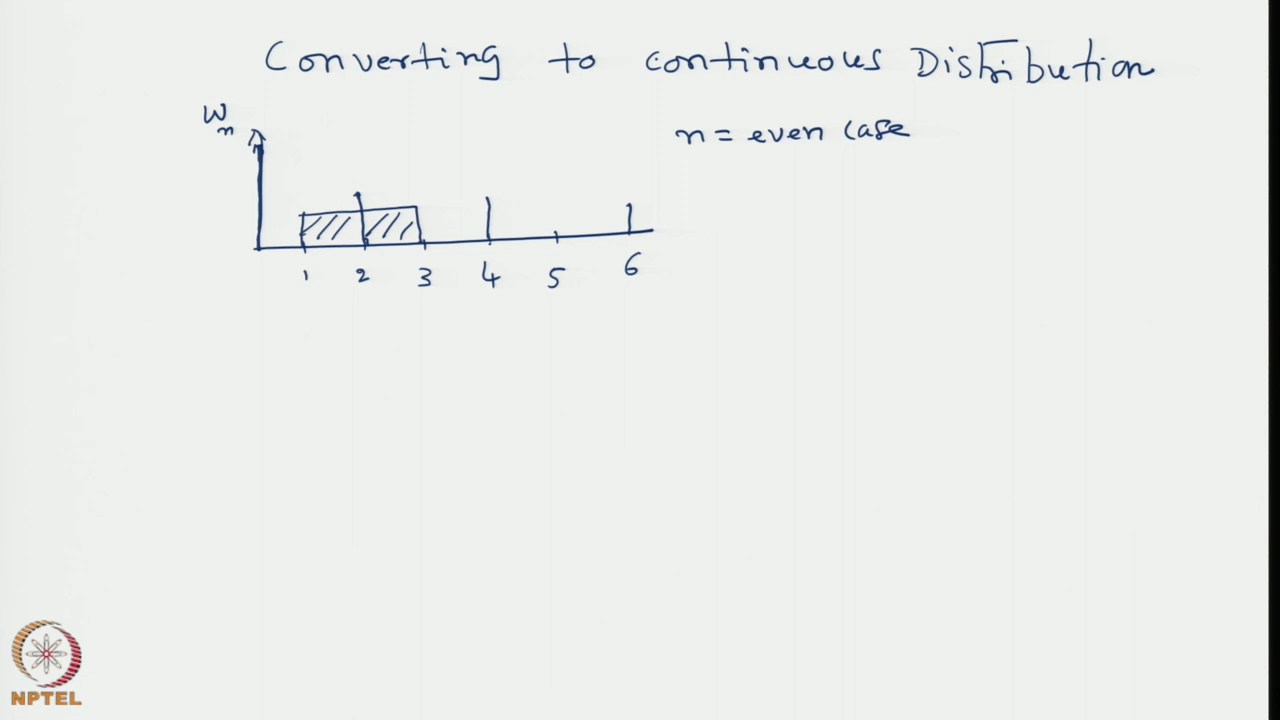 Converting to continuous Distribution
Wn
n = even case
1 2 3 4 5 6
NPTEL